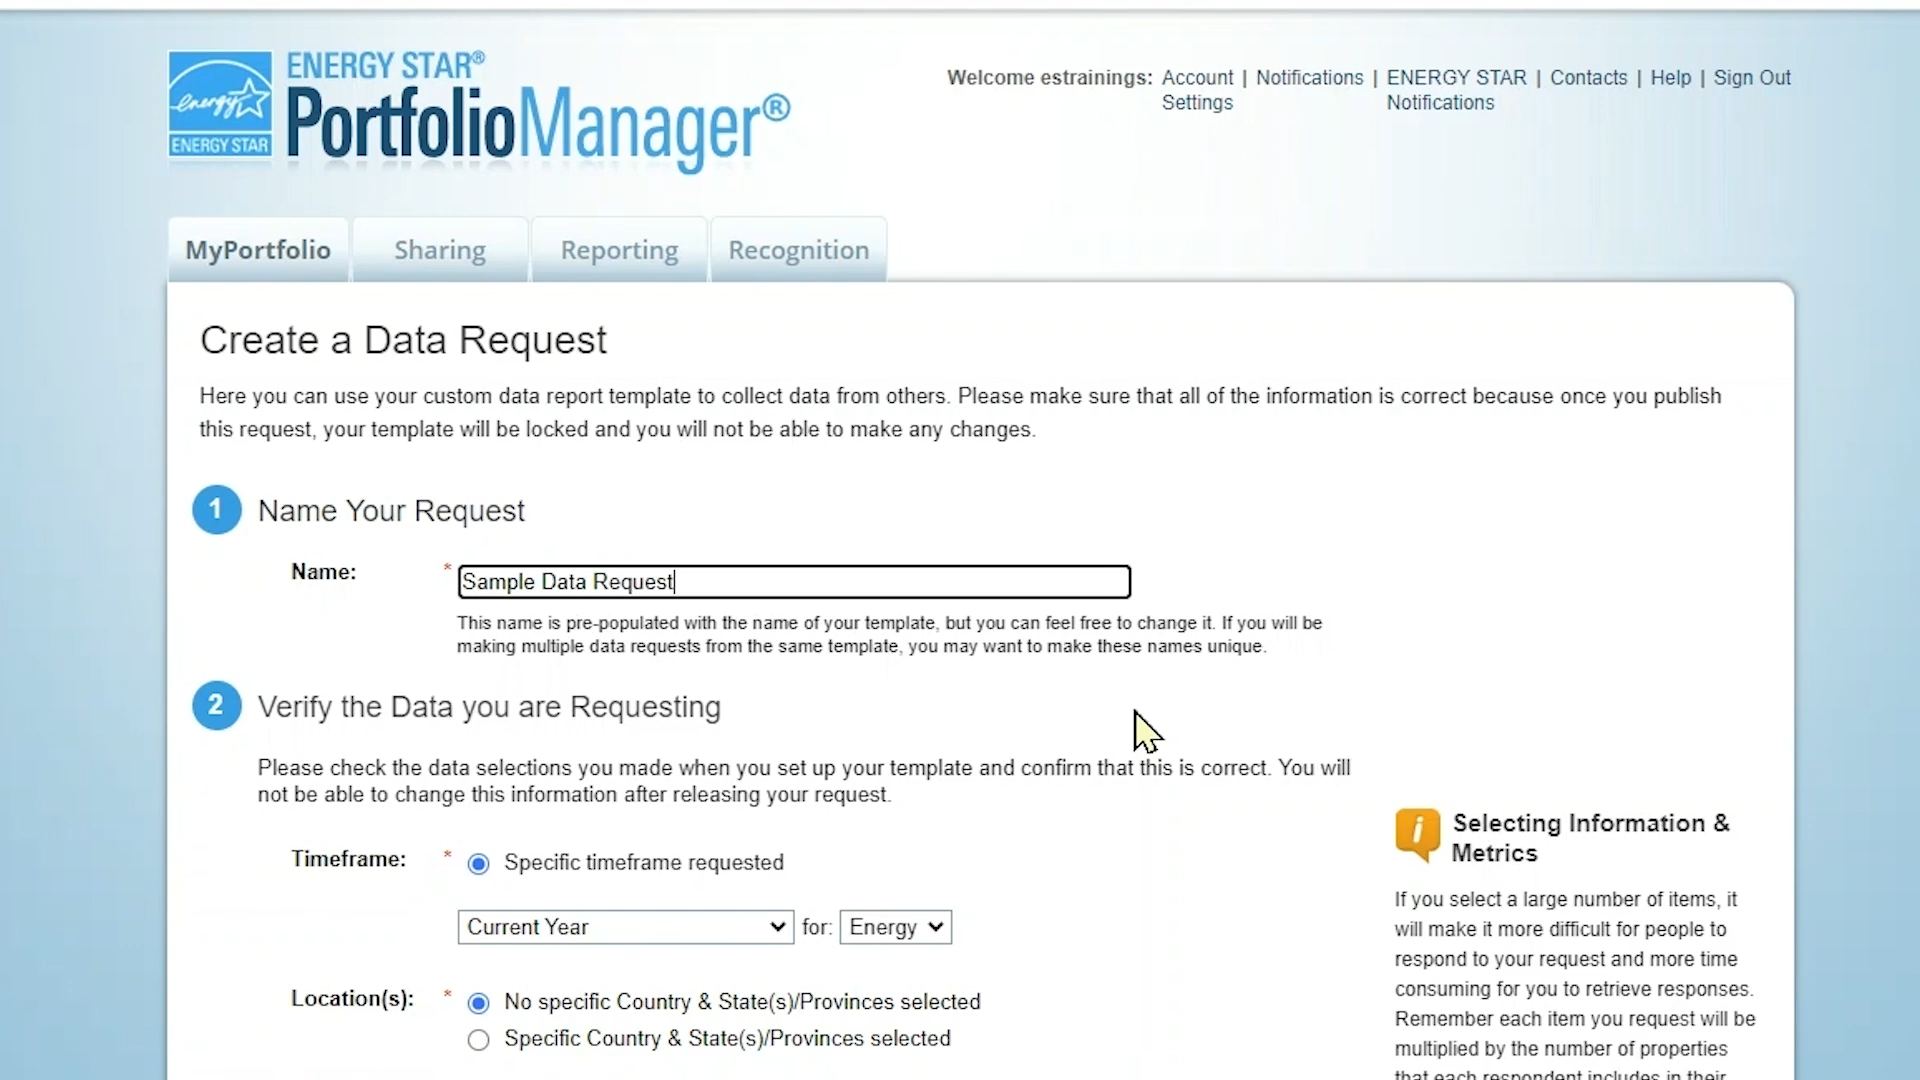 ENERGY STAR®
PortfolioManager®
energy
ENERGY STAR
Welcome estrainings: Account Settings | Notifications | ENERGY STAR Notifications | Contacts | Help | Sign Out
MyPortfolio
Sharing
Reporting
Recognition
Create a Data Request
Here you can use your custom data report template to collect data from others. Please make sure that all of the information is correct because once you publish
this request, your template will be locked and you will not be able to make any changes.
1 Name Your Request
Name: * Sample Data Request
This name is pre-populated with the name of your template, but you can feel free to change it. If you will be
making multiple data requests from the same template, you may want to make these names unique.
2 Verify the Data you are Requesting
Please check the data selections you made when you set up your template and confirm that this is correct. You will
not be able to change this information after releasing your request.
Timeframe: * Specific timeframe requested
Current Year for: Energy
Location(s): * No specific Country & State(s)/Provinces selected
Specific Country & State(s)/Provinces selected
i Selecting Information &
Metrics
If you select a large number of items, it
will make it more difficult for people to
respond to your request and more time
consuming for you to retrieve responses.
Remember each item you request will be
multiplied by the number of properties
that each respondent includes in their